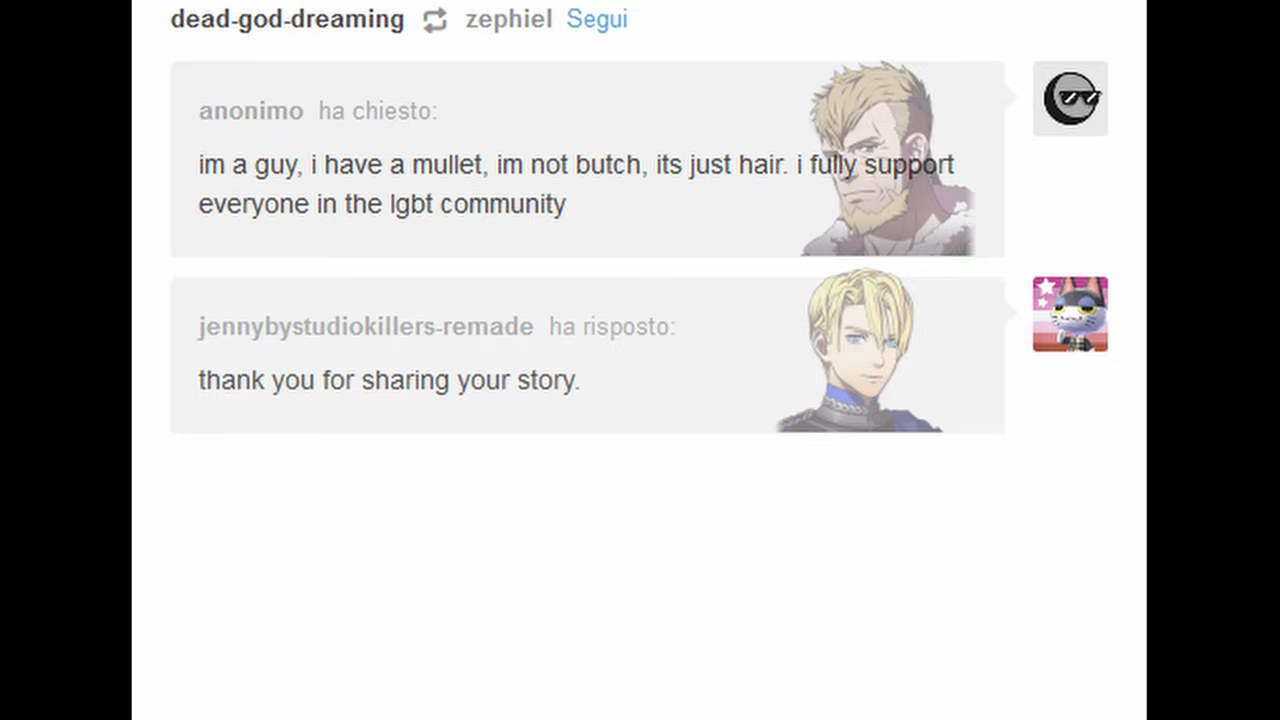 dead-god-dreaming zephiel Segui
anonimo ha chiesto:
im a guy, i have a mullet, im not butch, its just hair. i fully support
everyone in the lgbt community
jennybystudiokillers-remade ha risposto:
thank you for sharing your story.